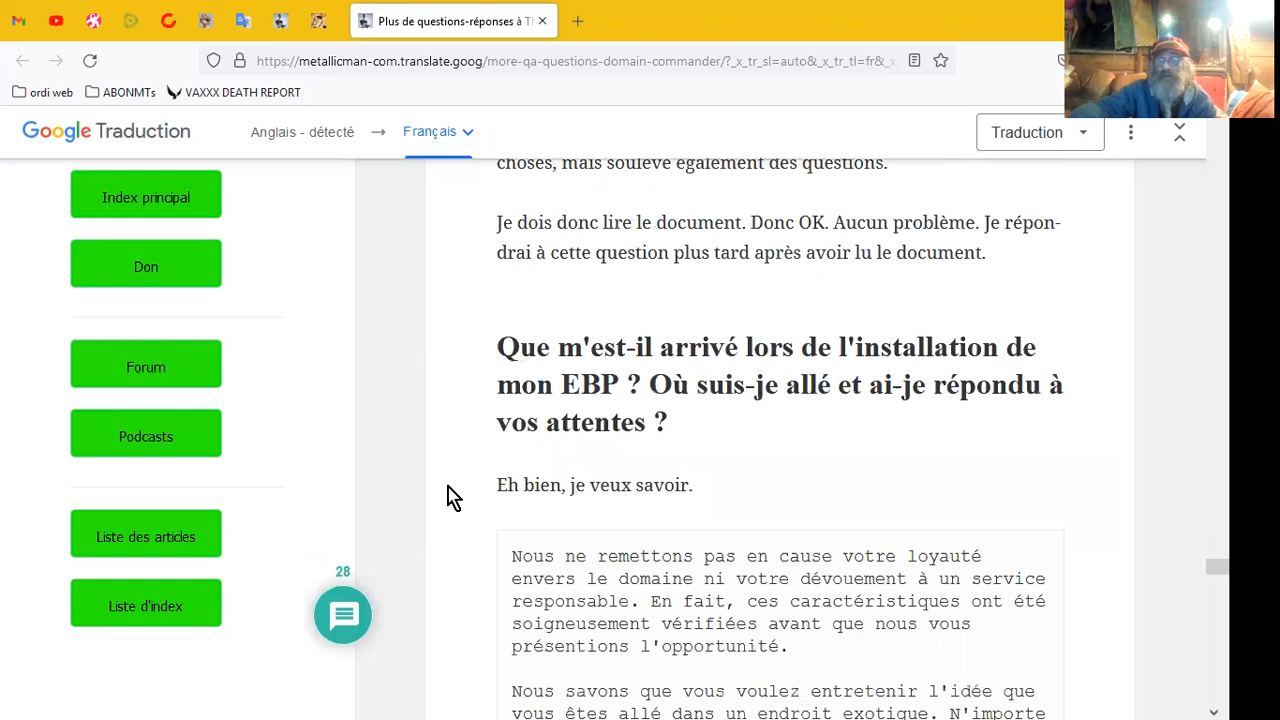 Plus de questions-réponses à Tl
https://metallicman-com.translate.goog/more-qa-questions-domain-commander/?_x_tr_sl=auto&_x_tr_tl=fr&_x_
ordi web
ABONMTs
VAXXX DEATH REPORT
Google Traduction
Anglais - détecté
Français
Traduction
Index principal
Don
Forum
Podcasts
Liste des articles
Liste d'index
28
choses, mais soulève également des questions.
Je dois donc lire le document. Donc OK. Aucun problème. Je répon-
drai à cette question plus tard après avoir lu le document.
Que m'est-il arrivé lors de l'installation de
mon EBP ? Où suis-je allé et ai-je répondu à
vos attentes ?
Eh bien, je veux savoir.
Nous ne remettons pas en cause votre loyauté
envers le domaine ni votre dévouement à un service
responsable. En fait, ces caractéristiques ont été
soigneusement vérifiées avant que nous vous
présentions l'opportunité.
Nous savons que vous voulez entretenir l'idée que
vous êtes allé dans un endroit exotique. N'importe